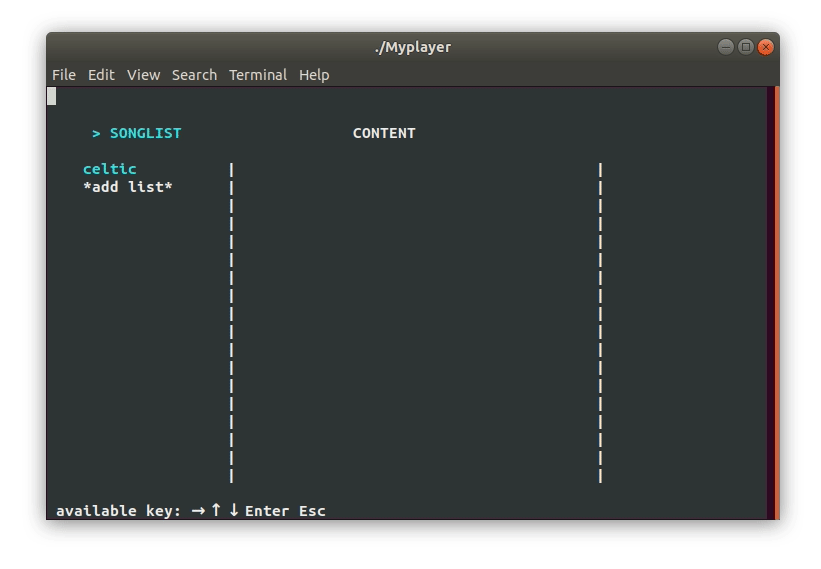 ./Myplayer
File Edit View Search Terminal Help
> SONGLIST CONTENT
celtic
*add list*
available key: →↑↓Enter Esc